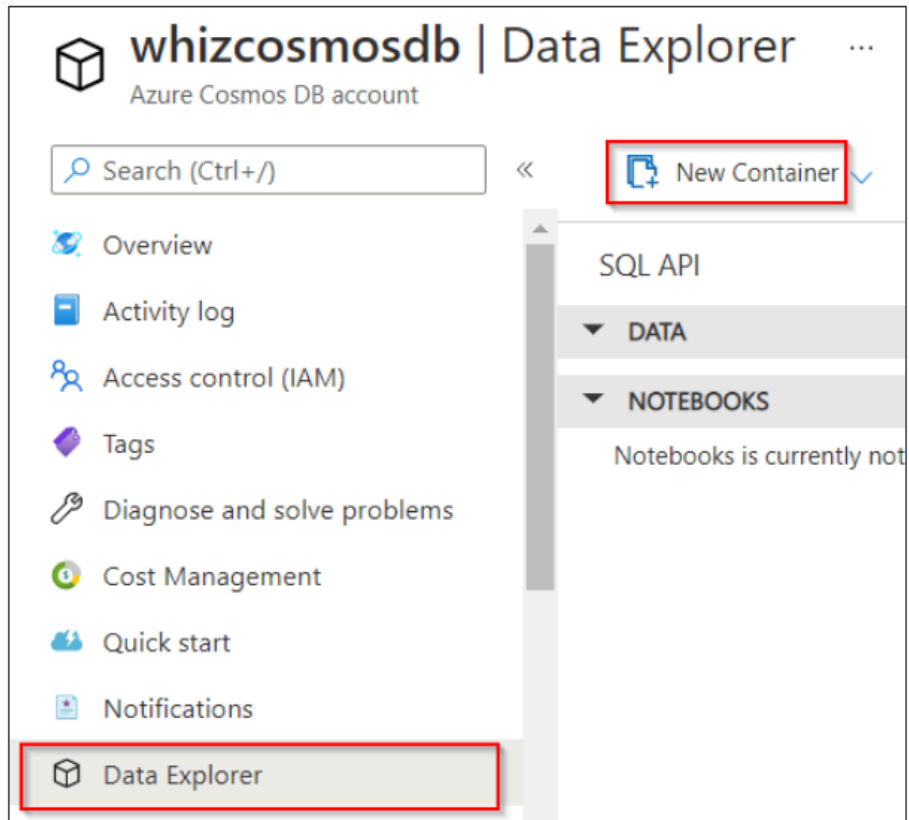 whizcosmosdb | Data Explorer ...
Azure Cosmos DB account
Search (Ctrl+/)
«
New Container
Overview
Activity log
Access control (IAM)
Tags
Diagnose and solve problems
Cost Management
Quick start
Notifications
Data Explorer
SQL API
DATA
NOTEBOOKS
Notebooks is currently not